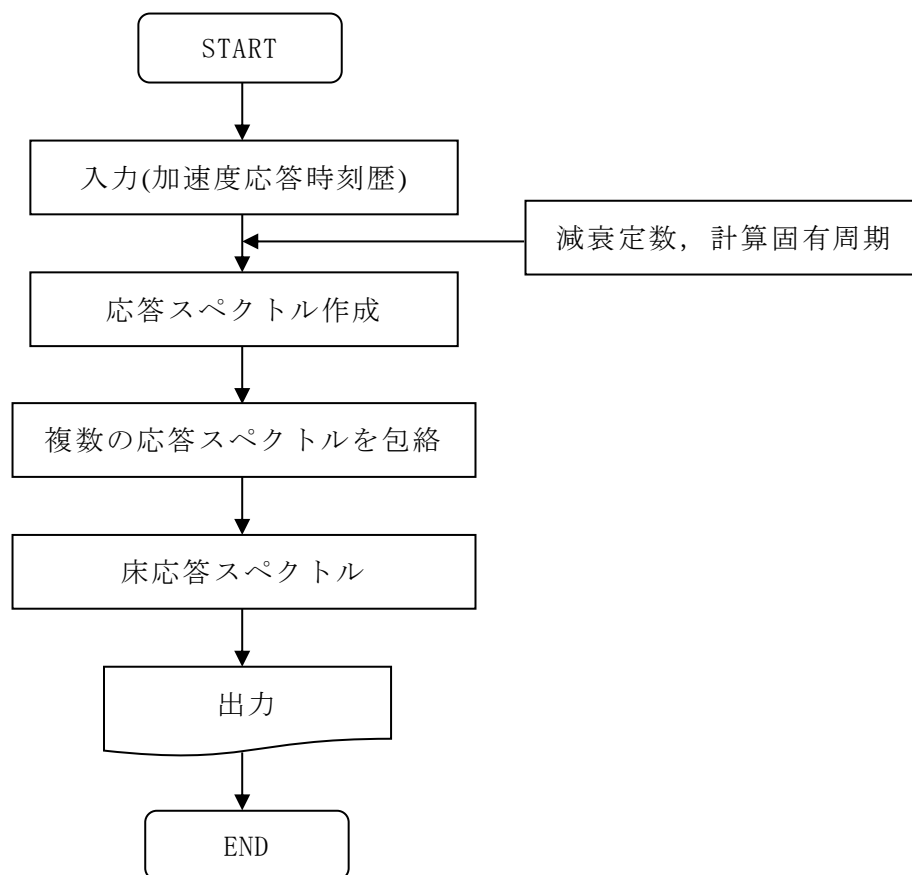 START
入力(加速度応答時刻歴)
減衰定数，計算固有周期
応答スペクトル作成
複数の応答スペクトルを包絡
床応答スペクトル
出力
END